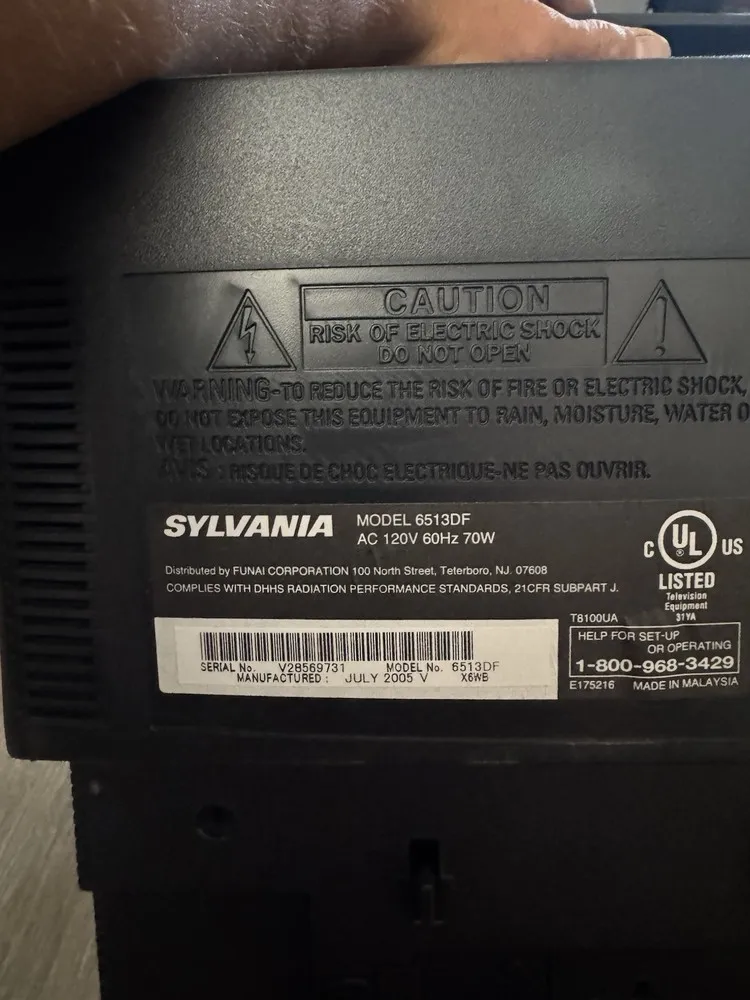 CAUTION
RISK OF ELECTRIC SHOCK
DO NOT OPEN
WARNING-TO REDUCE THE RISK OF FIRE OR ELECTRIC SHOCK,
DO NOT EXPOSE THIS EQUIPMENT TO RAIN, MOISTURE, WATER O
WET LOCATIONS.
AVIS : RISQUE DE CHOC ELECTRIQUE-NE PAS OUVRIR.
SYLVANIA
MODEL 6513DF
AC 120V 60Hz 70W
Distributed by FUNAI CORPORATION 100 North Street, Teterboro, NJ. 07608
COMPLIES WITH DHHS RADIATION PERFORMANCE STANDARDS, 21CFR SUBPART J.
C UL ® US
LISTED
Television
Equipment
31YA
T8100UA
SERIAL No. V28569731 MODEL No. 6513DF
MANUFACTURED : JULY 2005 V X6WB
HELP FOR SET-UP
OR OPERATING
1-800-968-3429
E175216 MADE IN MALAYSIA